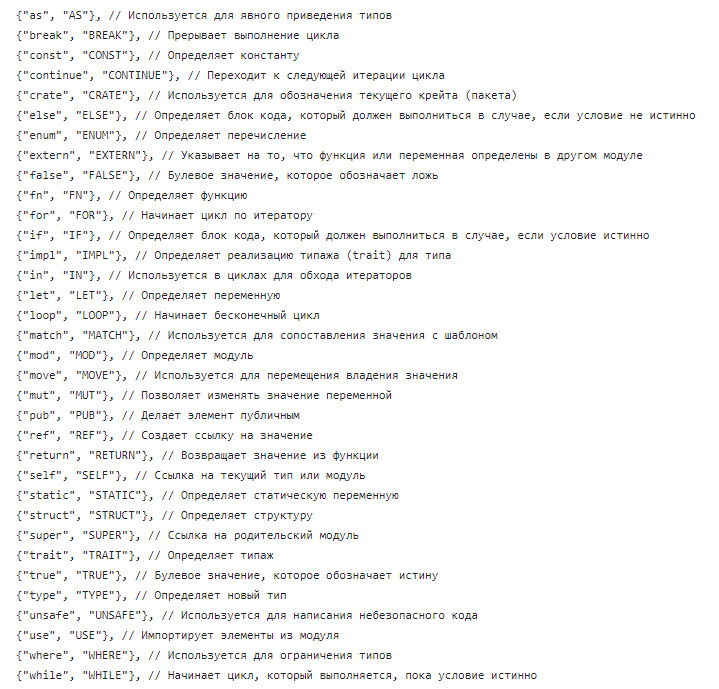 {"as", "AS"}, // Используется для явного приведения типов
{"break", "BREAK"}, // Прерывает выполнение цикла
{"const", "CONST"}, // Определяет константу
{"continue", "CONTINUE"}, // Переходит к следующей итерации цикла
{"crate", "CRATE"}, // Используется для обозначения текущего крейта (пакета)
{"else", "ELSE"}, // Определяет блок кода, который должен выполниться в случае, если условие не истинно
{"enum", "ENUM"}, // Определяет перечисление
{"extern", "EXTERN"}, // Указывает на то, что функция или переменная определены в другом модуле
{"false", "FALSE"}, // Булевое значение, которое обозначает ложь
{"fn", "FN"}, // Определяет функцию
{"for", "FOR"}, // Начинает цикл по итератору
{"if", "IF"}, // Определяет блок кода, который должен выполниться в случае, если условие истинно
{"impl", "IMPL"}, // Определяет реализацию типажа (trait) для типа
{"in", "IN"}, // Используется в циклах для обхода итераторов
{"let", "LET"}, // Определяет переменную
{"loop", "LOOP"}, // Начинает бесконечный цикл
{"match", "MATCH"}, // Используется для сопоставления значения с шаблоном
{"mod", "MOD"}, // Определяет модуль
{"move", "MOVE"}, // Используется для перемещения владения значения
{"mut", "MUT"}, // Позволяет изменять значение переменной
{"pub", "PUB"}, // Делает элемент публичным
{"ref", "REF"}, // Создает ссылку на значение
{"return", "RETURN"}, // Возвращает значение из функции
{"self", "SELF"}, // Ссылка на текущий тип или модуль
{"static", "STATIC"}, // Определяет статическую переменную
{"struct", "STRUCT"}, // Определяет структуру
{"super", "SUPER"}, // Ссылка на родительский модуль
{"trait", "TRAIT"}, // Определяет типаж
{"true", "TRUE"}, // Булевое значение, которое обозначает истину
{"type", "TYPE"}, // Определяет новый тип
{"unsafe", "UNSAFE"}, // Используется для написания небезопасного кода
{"use", "USE"}, // Импортирует элементы из модуля
{"where", "WHERE"}, // Используется для ограничения типов
{"while", "WHILE"}, // Начинает цикл, который выполняется, пока условие истинно